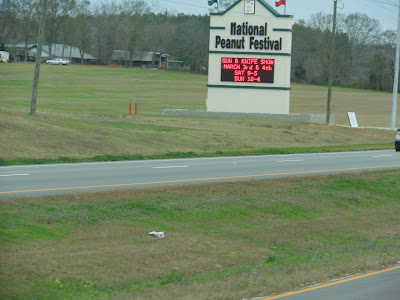 National
Peanut Festival
GUN & KNIFE SHOW
MARCH 3rd & 4th
SAT 9-5
SUN 10-4